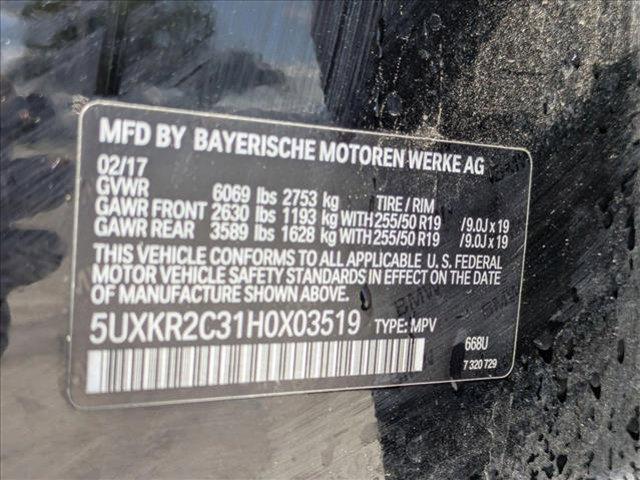 MFD BY BAYERISCHE MOTOREN WERKE AG
02/17
GVWR 6069 lbs 2753 kg TIRE / RIM
GAWR FRONT 2630 lbs 1193 kg WITH 255/50 R19 /9.0J x 19
GAWR REAR 3589 lbs 1628 kg WITH 255/50 R19 /9.0J x 19
THIS VEHICLE CONFORMS TO ALL APPLICABLE U. S. FEDERAL
MOTOR VEHICLE SAFETY STANDARDS IN EFFECT ON THE DATE
OF MANUFACTURE SHOWN ABOVE.
5UXKR2C31H0X03519 TYPE: MPV 668U
7 320 729